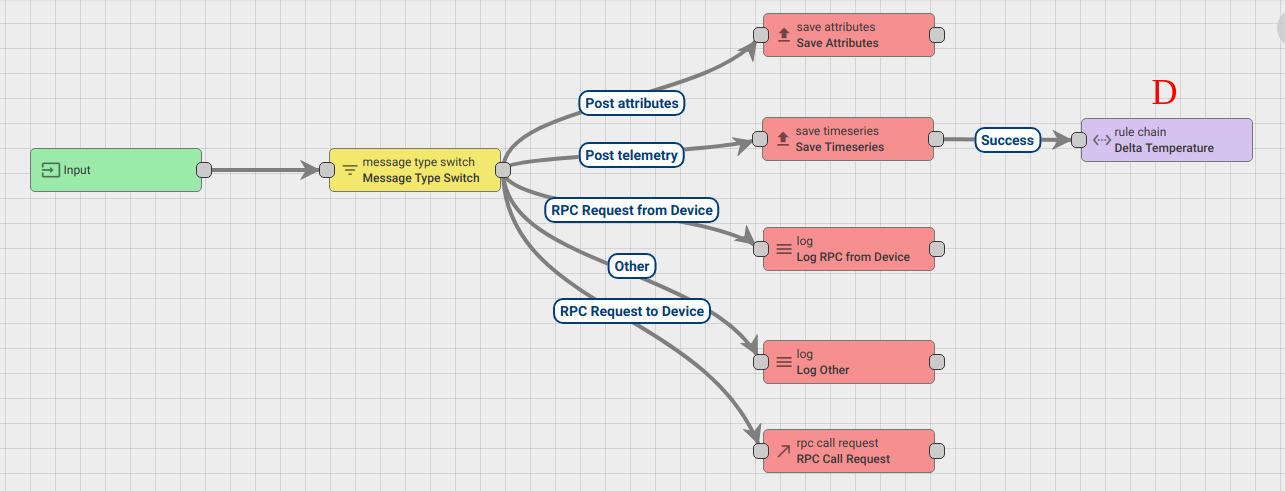 save attributes
Save Attributes
Post attributes
D
save timeseries
Save Timeseries
Success
rule chain
Delta Temperature
Post telemetry
Input
message type switch
Message Type Switch
RPC Request from Device
log
Log RPC from Device
Other
RPC Request to Device
log
Log Other
rpc call request
RPC Call Request